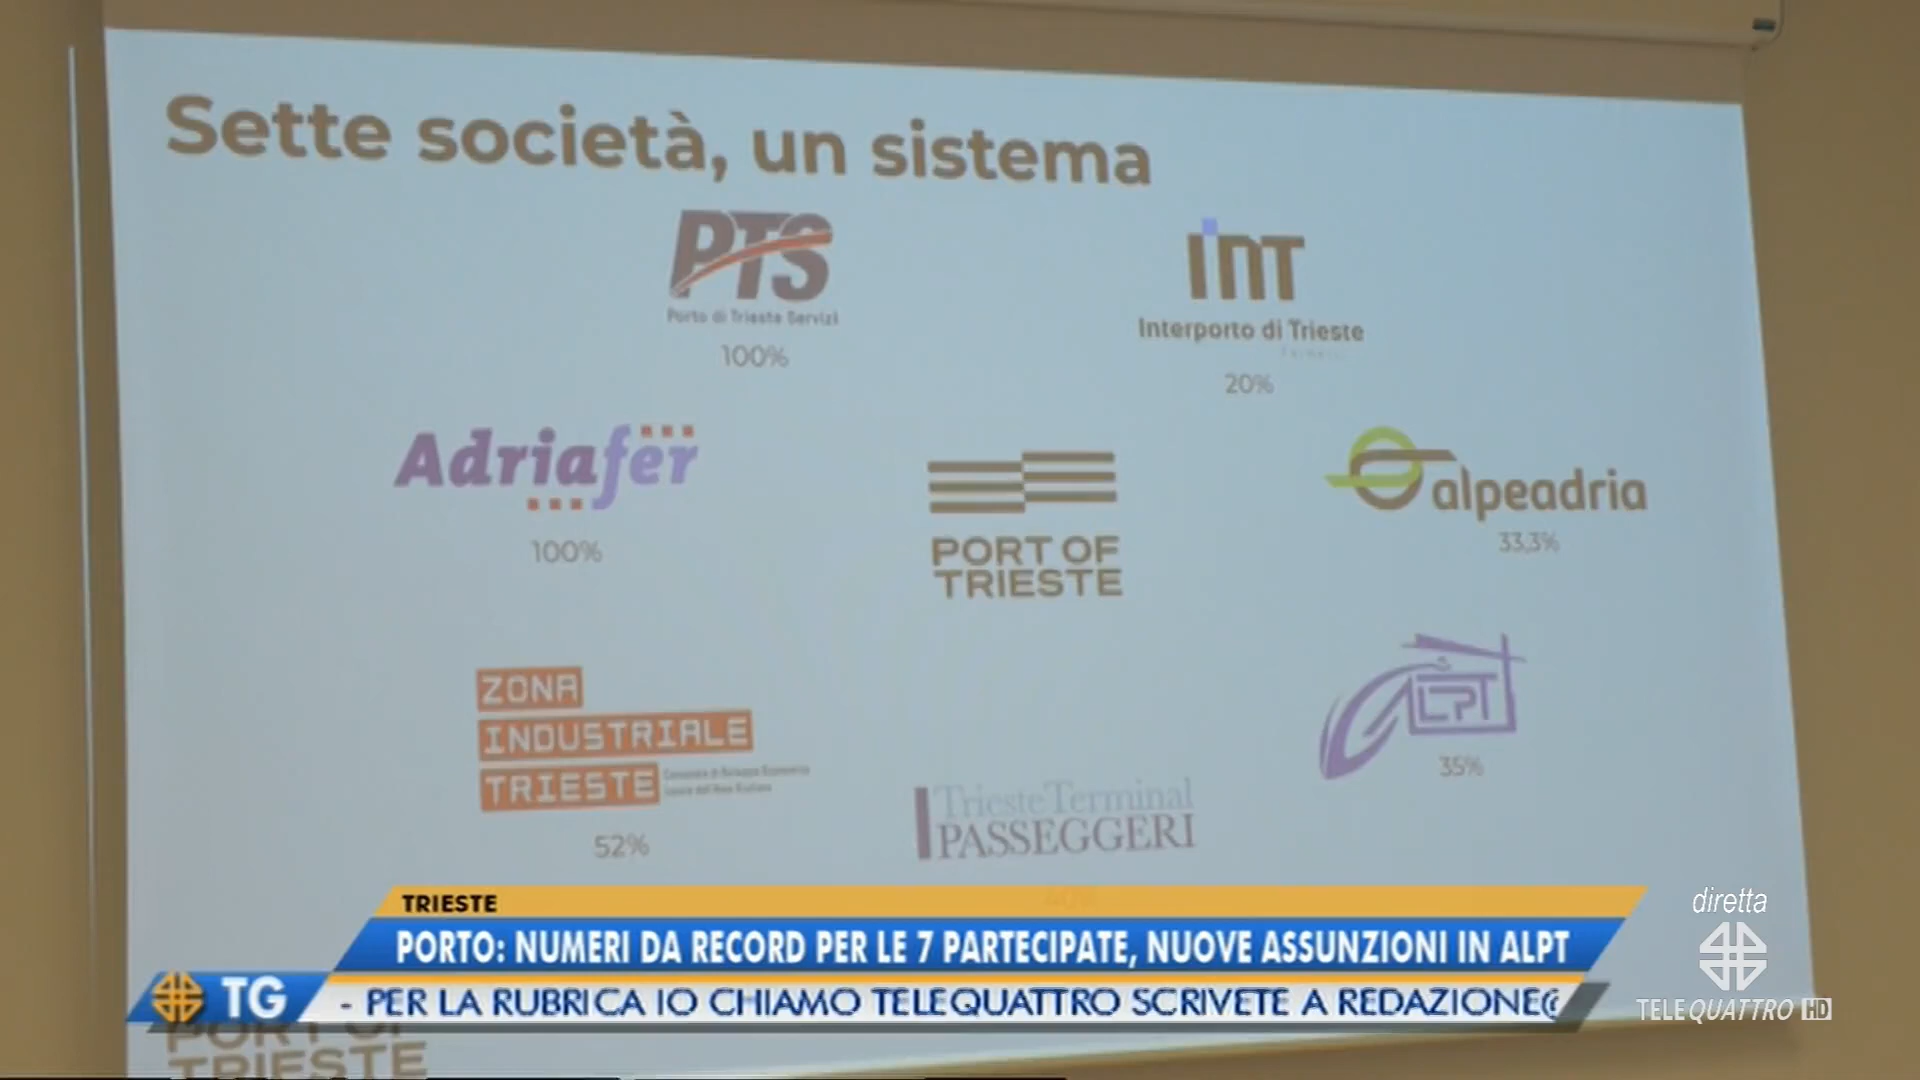 Sette società, un sistema
PTS
Porto di Trieste Servizi
100%
INT
Interporto di Trieste
20%
Adriafer
100%
PORT OF
TRIESTE
alpeadria
33,3%
ZONA
INDUSTRIALE
TRIESTE
52%
ALPT
35%
Trieste Terminal
PASSEGGERI
TRIESTE
PORTO: NUMERI DA RECORD PER LE 7 PARTECIPATE, NUOVE ASSUNZIONI IN ALPT
TG
- PER LA RUBRICA IO CHIAMO TELEQUATTRO SCRIVETE A REDAZIONE@
diretta
TELEQUATTRO HD
PORT OF
TRIESTE